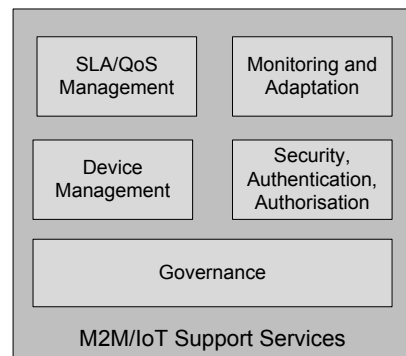 SLA/QoS
Management
Monitoring and
Adaptation
Device
Management
Security,
Authentication,
Authorisation
Governance
M2M/IoT Support Services